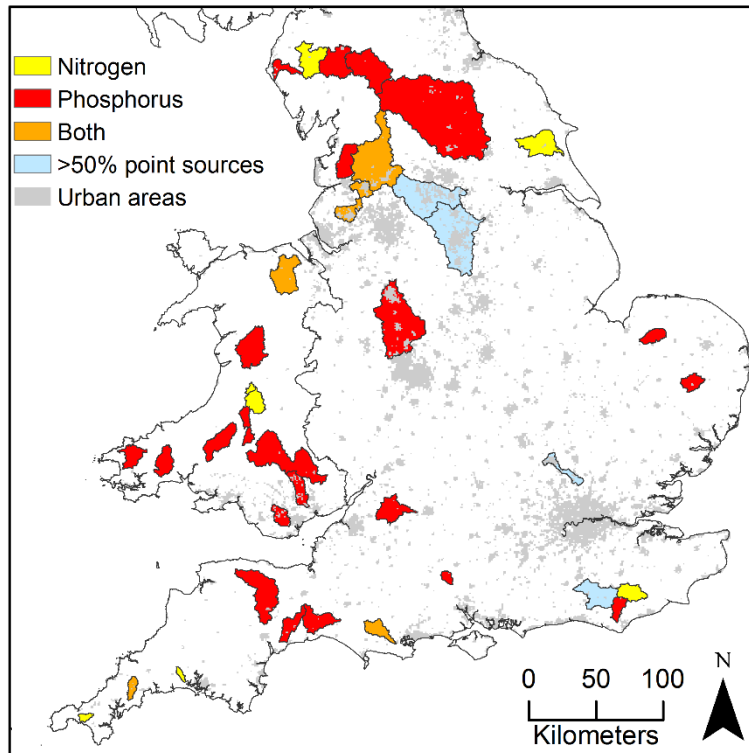 Nitrogen
Phosphorus
Both
>50% point sources
Urban areas
N
0 50 100
Kilometers